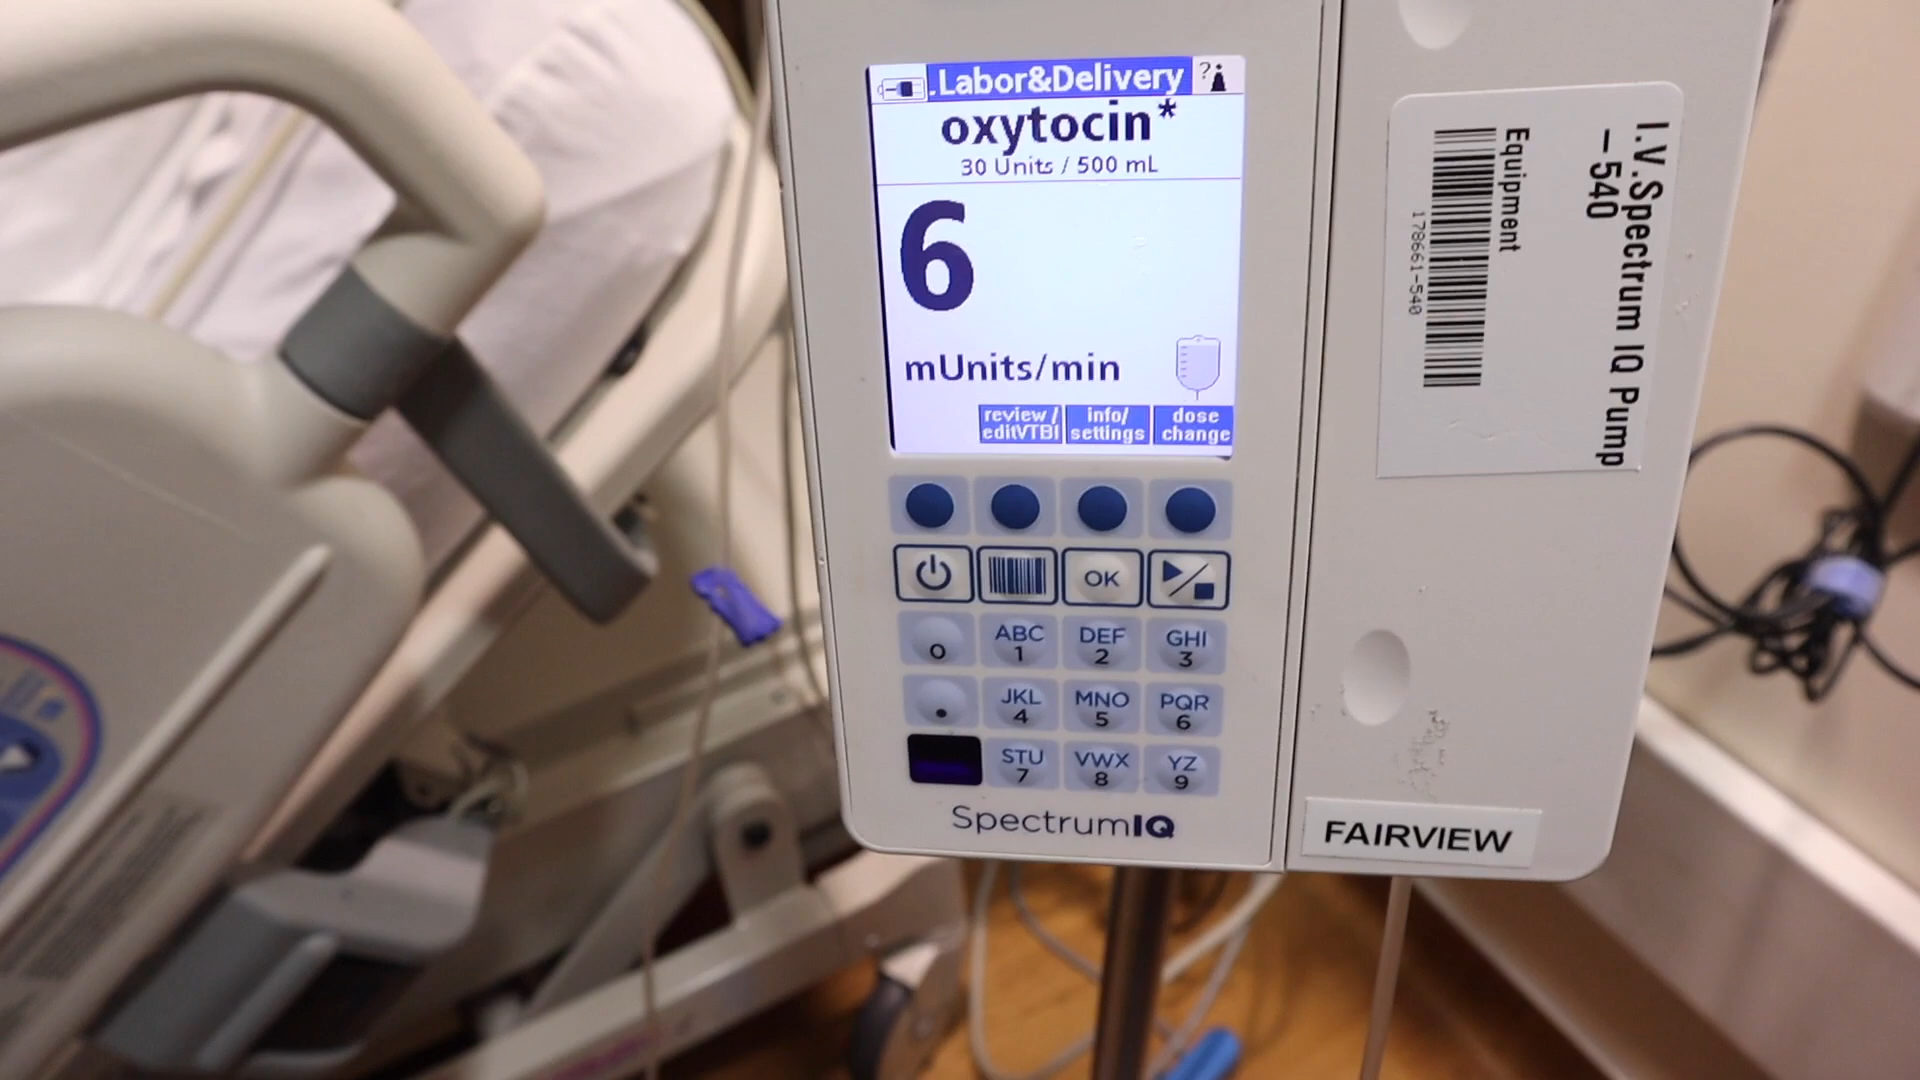 .Labor&Delivery ?
oxytocin*
30 Units / 500 mL
6
mUnits/min
review / editVTBI
info/ settings
dose change
OK
0
ABC 1
DEF 2
GHI 3
.
JKL 4
MNO 5
PQR 6
STU 7
VWX 8
YZ 9
SpectrumIQ
I.V.Spectrum IQ Pump
-540
Equipment
178661-540
FAIRVIEW